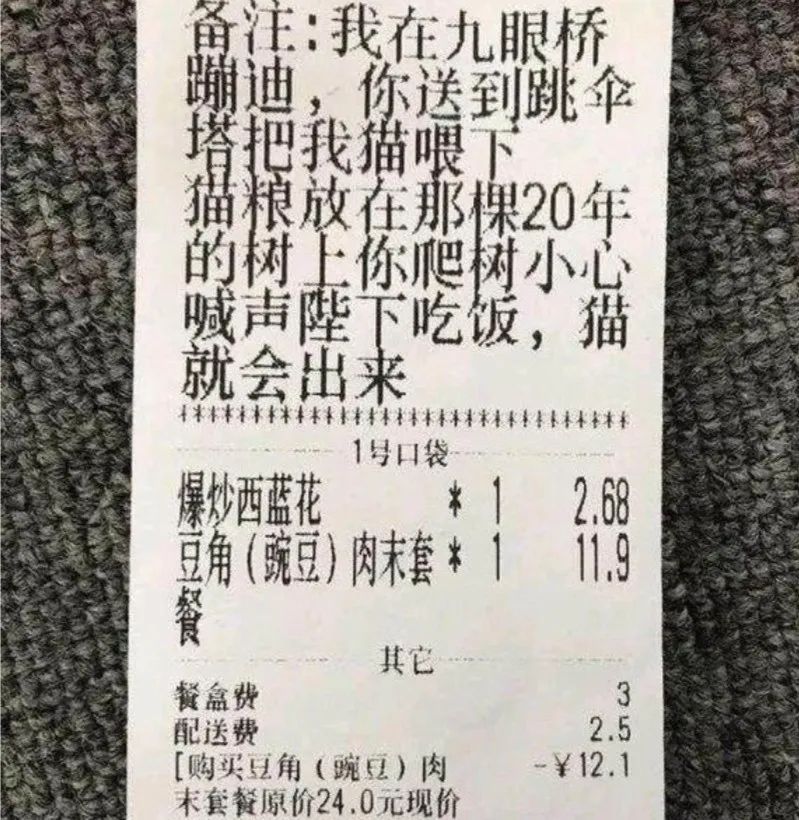 备注:我在九眼桥
蹦迪，你送到跳伞
塔把我猫喂下
猫粮放在那棵20年
的树上你爬树小心
喊声陛下吃饭，猫
就会出来
********************************
1号口袋
爆炒西蓝花 * 1 2.68
豆角(豌豆)肉末套 * 1 11.9
餐
其它
餐盒费 3
配送费 2.5
[购买豆角(豌豆)肉 -¥12.1
末套餐原价24.0元现价